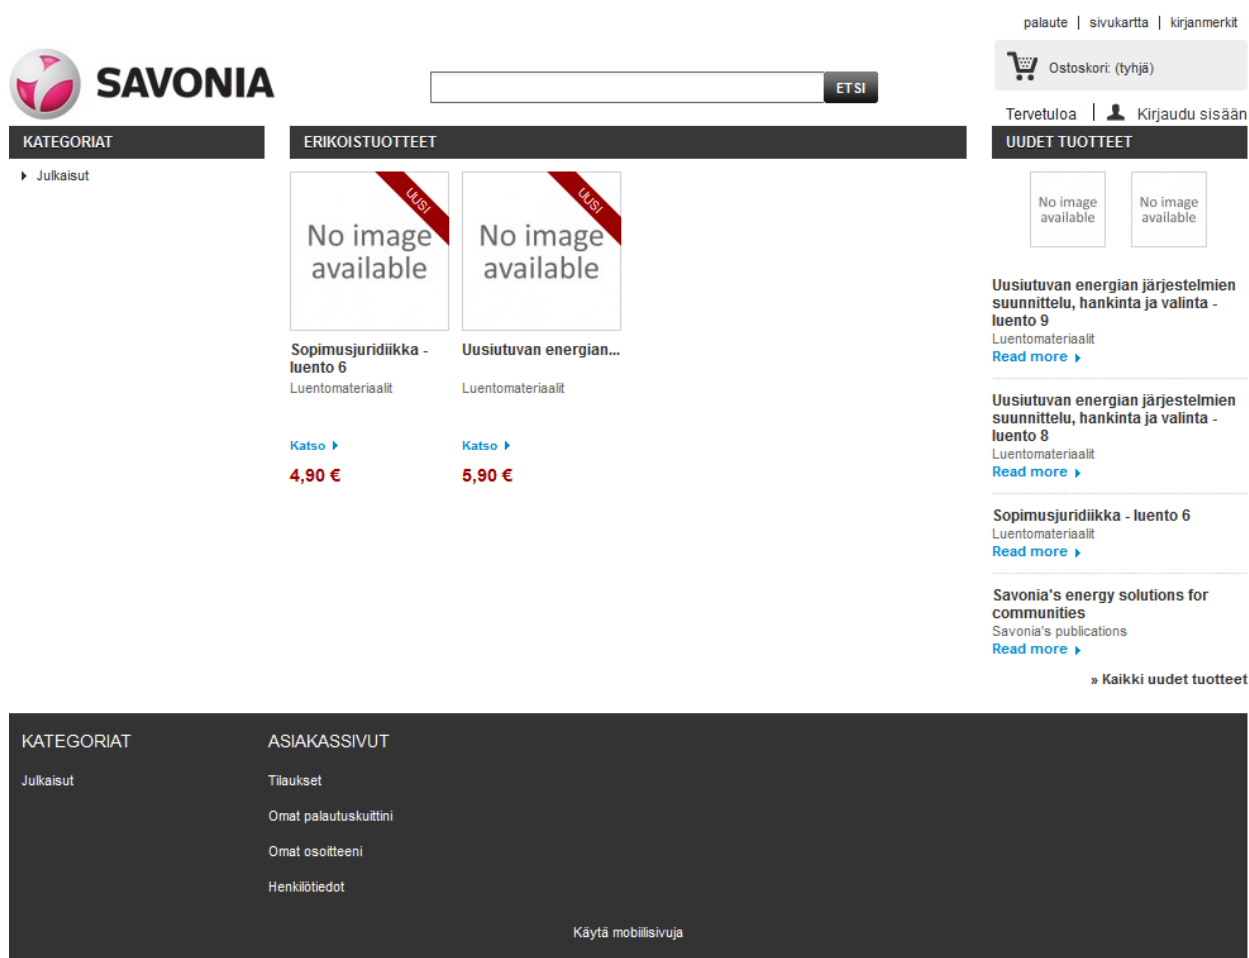 palaute | sivukartta | kirjanmerkit
SAVONIA
ETSI
Ostoskori: (tyhjä)
Tervetuloa | Kirjaudu sisään
KATEGORIAT
Julkaisut
ERIKOISTUOTTEET
No image
available
UUSI
No image
available
UUSI
Sopimusjuridiikka -
luento 6
Luentomateriaalit
Katso
4,90 €
Uusiutuvan energian...
Luentomateriaalit
Katso
5,90 €
UUDET TUOTTEET
No image
available
No image
available
Uusiutuvan energian järjestelmien
suunnittelu, hankinta ja valinta -
luento 9
Luentomateriaalit
Read more
Uusiutuvan energian järjestelmien
suunnittelu, hankinta ja valinta -
luento 8
Luentomateriaalit
Read more
Sopimusjuridiikka - luento 6
Luentomateriaalit
Read more
Savonia's energy solutions for
communities
Savonia's publications
Read more
» Kaikki uudet tuotteet
KATEGORIAT
Julkaisut
ASIAKASSIVUT
Tilaukset
Omat palautuskuittini
Omat osoitteeni
Henkilötiedot
Käytä mobiilisivuja